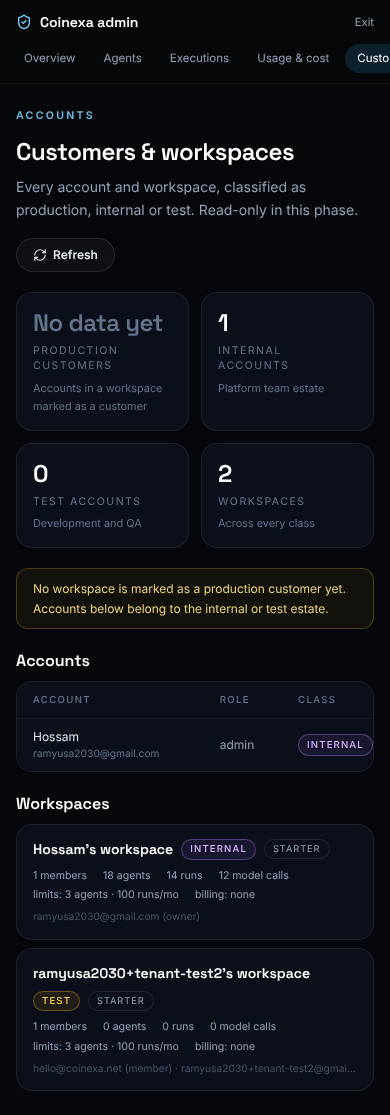 Coinexa admin
Exit
Overview Agents Executions Usage & cost Custo
ACCOUNTS
Customers & workspaces
Every account and workspace, classified as
production, internal or test. Read-only in this phase.
Refresh
No data yet
PRODUCTION
CUSTOMERS
Accounts in a workspace
marked as a customer
1
INTERNAL
ACCOUNTS
Platform team estate
0
TEST ACCOUNTS
Development and QA
2
WORKSPACES
Across every class
No workspace is marked as a production customer yet.
Accounts below belong to the internal or test estate.
Accounts
ACCOUNT ROLE CLASS
Hossam
ramyusa2030@gmail.com
admin
INTERNAL
Workspaces
Hossam's workspace INTERNAL STARTER
1 members 18 agents 14 runs 12 model calls
limits: 3 agents · 100 runs/mo billing: none
ramyusa2030@gmail.com (owner)
ramyusa2030+tenant-test2's workspace
TEST STARTER
1 members 0 agents 0 runs 0 model calls
limits: 3 agents · 100 runs/mo billing: none
hello@coinexa.net (member) · ramyusa2030+tenant-test2@gmai…